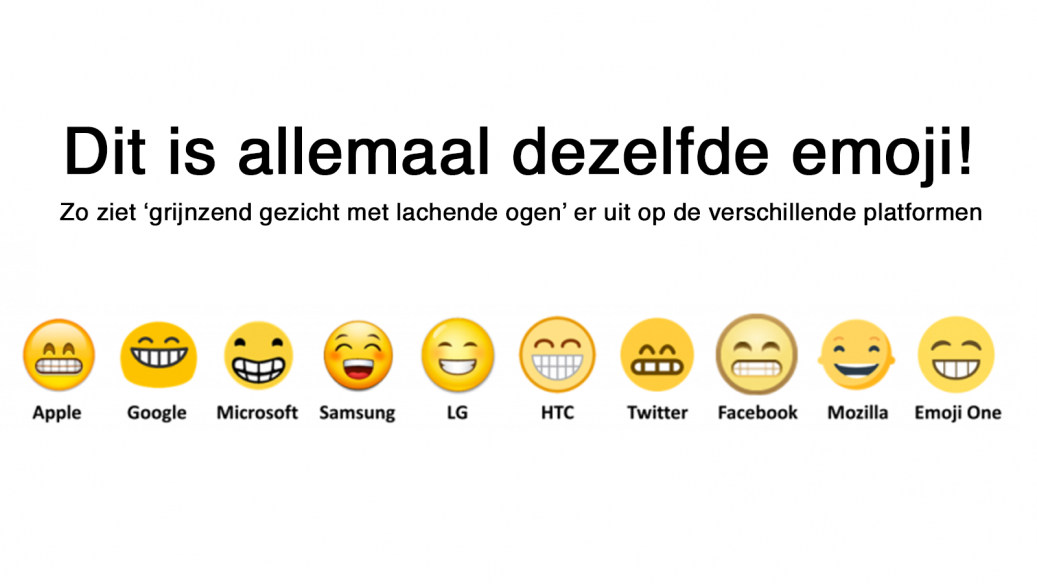 Dit is allemaal dezelfde emoji!
Zo ziet ‘grijnzend gezicht met lachende ogen’ er uit op de verschillende platformen
Apple Google Microsoft Samsung LG HTC Twitter Facebook Mozilla Emoji One